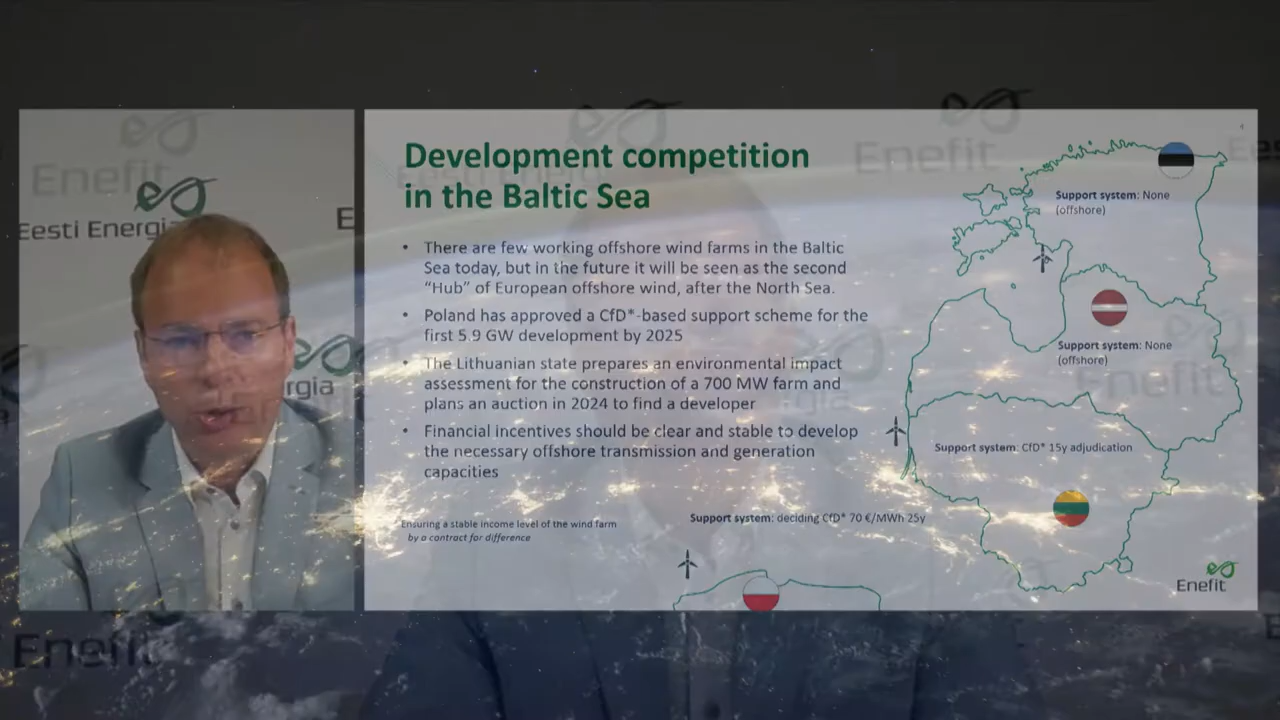 Enefit
Eesti Energia
E
rgia
Enefit
Enefit
Development competition
in the Baltic Sea
• There are few working offshore wind farms in the Baltic
Sea today, but in the future it will be seen as the second
“Hub” of European offshore wind, after the North Sea.
• Poland has approved a CfD*-based support scheme for the
first 5.9 GW development by 2025
• The Lithuanian state prepares an environmental impact
assessment for the construction of a 700 MW farm and
plans an auction in 2024 to find a developer
• Financial incentives should be clear and stable to develop
the necessary offshore transmission and generation
capacities
Ensuring a stable income level of the wind farm
by a contract for difference
Support system: None
(offshore)
Support system: None
(offshore)
Support system: CfD* 15y adjudication
Support system: deciding CfD* 70 €/MWh 25y
Enefit